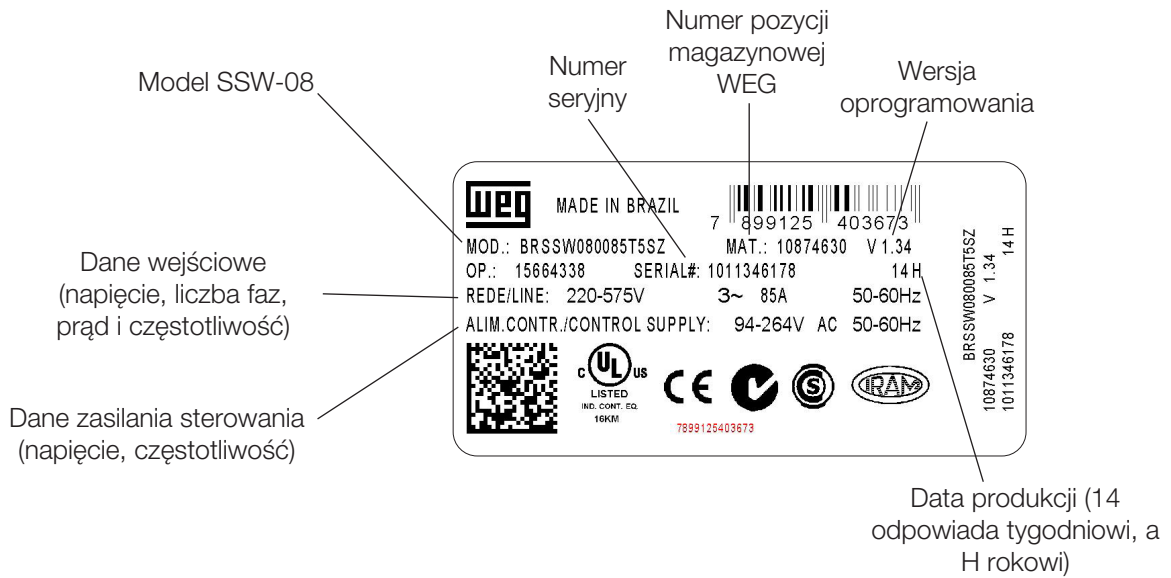 Numer pozycji
magazynowej
WEG
Numer
seryjny
Wersja
oprogramowania
Model SSW-08
weg
MADE IN BRAZIL
7 899125 403673
MOD.: BRSSW080085T5SZ MAT.: 10874630 V 1.34
OP.: 15664338 SERIAL#: 1011346178 14 H
REDE/LINE: 220-575V 3~ 85A 50-60Hz
ALIM.CONTR./CONTROL SUPPLY: 94-264V AC 50-60Hz
Dane wejściowe
(napięcie, liczba faz,
prąd i częstotliwość)
Dane zasilania sterowania
(napięcie, częstotliwość)
C UL US
LISTED
IND. CONT. EQ.
16KM
CE
S
IRAM
7899125403673
BRSSW080085T5SZ
10874630 V 1.34
1011346178 14 H
Data produkcji (14
odpowiada tygodniowi, a
H rokowi)